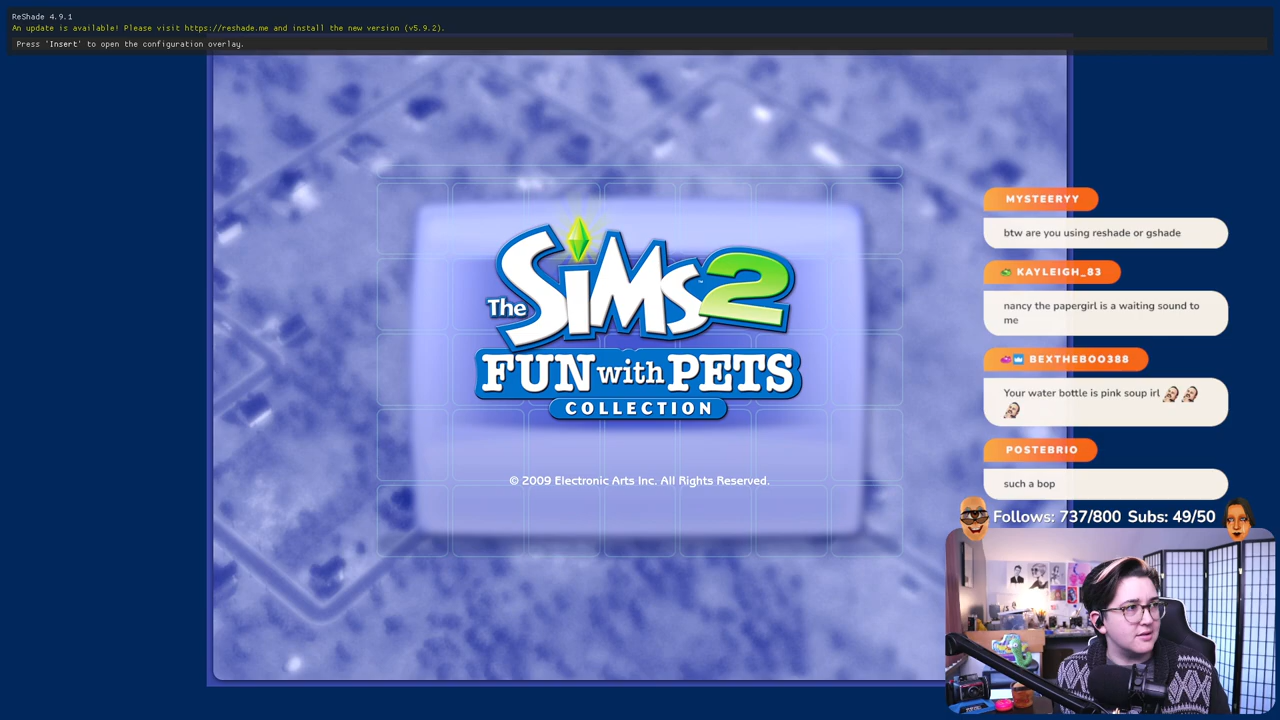 ReShade 4.9.1
An update is available! Please visit https://reshade.me and install the new version (v5.9.2).
Press 'Insert' to open the configuration overlay.
The SiMs 2
FUN with PETS
COLLECTION
™
© 2009 Electronic Arts Inc. All Rights Reserved.
MYSTEERYY
btw are you using reshade or gshade
KAYLEIGH_83
nancy the papergirl is a waiting sound to
me
BEXTHEBOO388
Your water bottle is pink soup irl
POSTEBRIO
such a bop
Follows: 737/800 Subs: 49/50